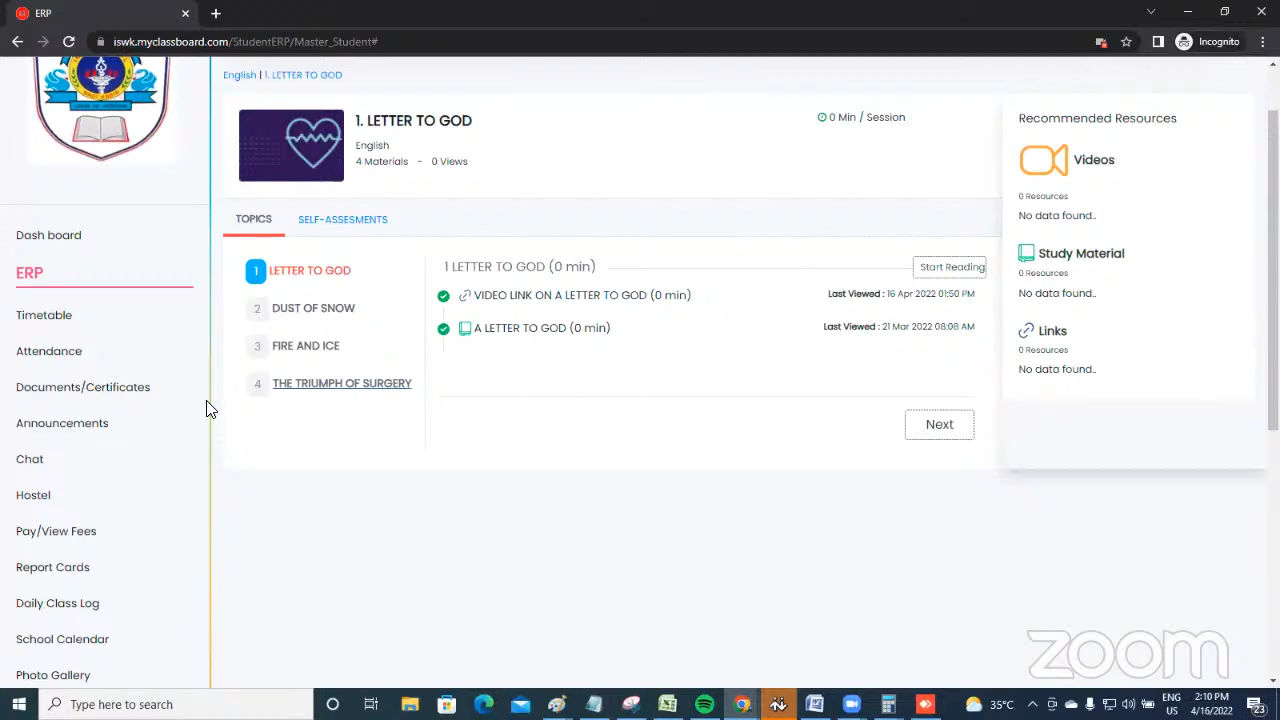 ERP
iswk.myclassboard.com/StudentERP/Master_Student#
Incognito
English | 1. LETTER TO GOD
1. LETTER TO GOD
English
4 Materials - 0 Views
0 Min / Session
TOPICS
SELF-ASSESMENTS
1 LETTER TO GOD
2 DUST OF SNOW
3 FIRE AND ICE
4 THE TRIUMPH OF SURGERY
1 LETTER TO GOD (0 min)
Start Reading
VIDEO LINK ON A LETTER TO GOD (0 min)
Last Viewed : 16 Apr 2022 01:50 PM
A LETTER TO GOD (0 min)
Last Viewed : 21 Mar 2022 08:08 AM
Next
Recommended Resources
Videos
0 Resources
No data found..
Study Material
0 Resources
No data found..
Links
0 Resources
No data found..
Dash board
ERP
Timetable
Attendance
Documents/Certificates
Announcements
Chat
Hostel
Pay/View Fees
Report Cards
Daily Class Log
School Calendar
Photo Gallery
zoom
Type here to search
35°C
ENG
US
2:10 PM
4/16/2022
23